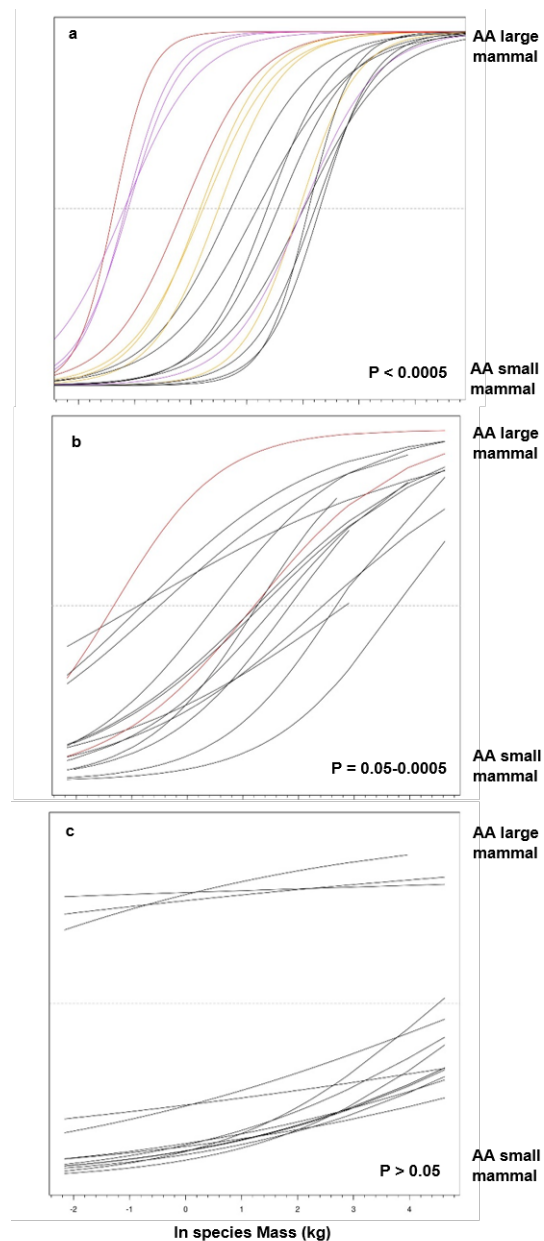 a
AA large
mammal
P < 0.0005
AA small
mammal
b
AA large
mammal
P = 0.05-0.0005
AA small
mammal
c
AA large
mammal
P > 0.05
AA small
mammal
-2 -1 0 1 2 3 4
ln species Mass (kg)